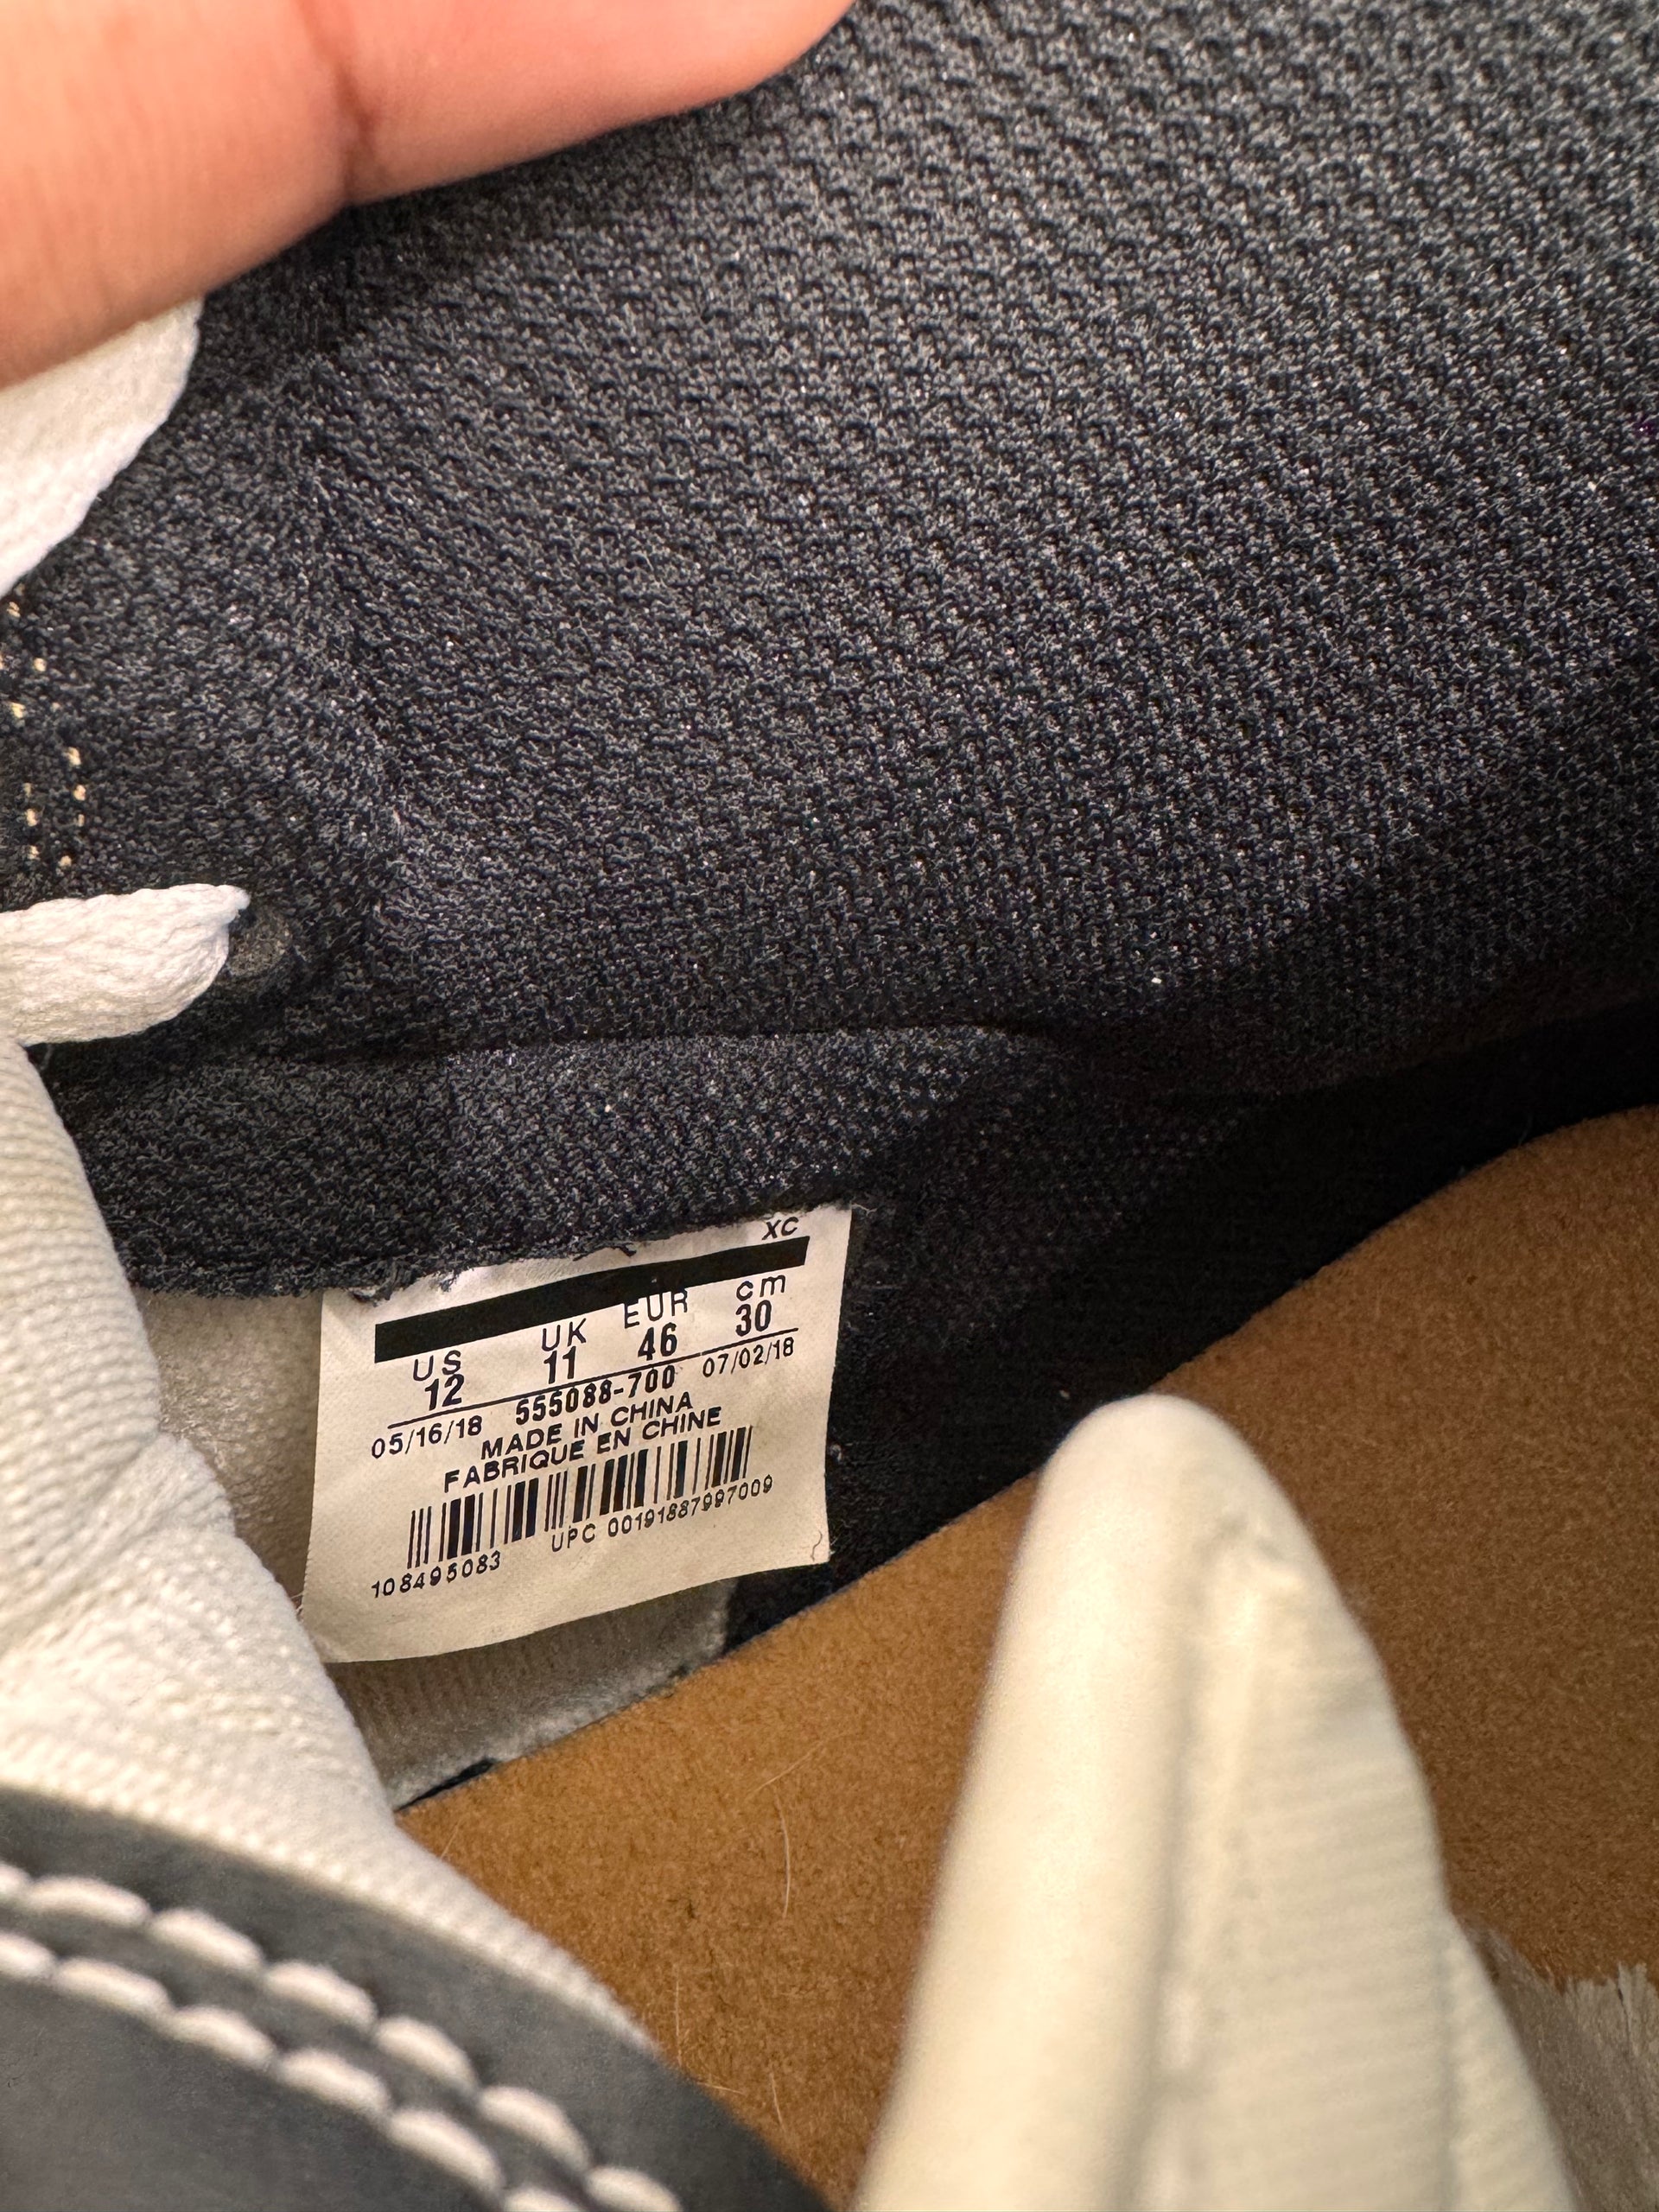 XC
US UK EUR cm
12 11 46 30
05/16/18 555088-700 07/02/18
MADE IN CHINA
FABRIQUE EN CHINE
108495083 UPC 00191887997009